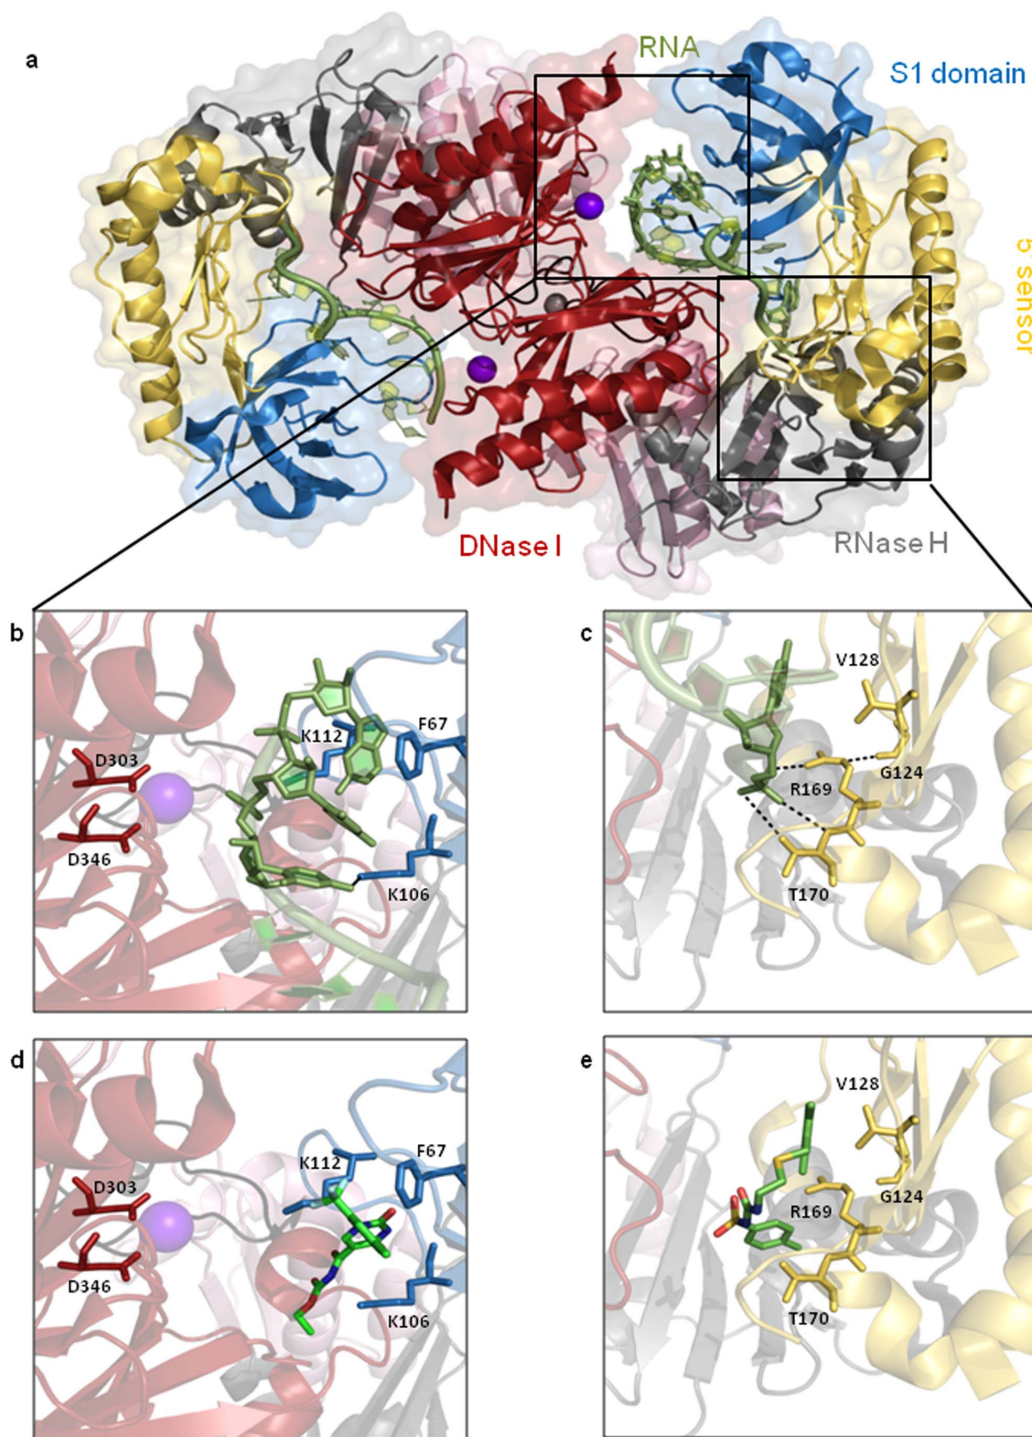 a
RNA
S1 domain
5' sensor
DNase I
RNase H
b
D303
D346
K112
F67
K106
c
V128
G124
R169
T170
d
D303
D346
K112
F67
K106
e
V128
G124
R169
T170